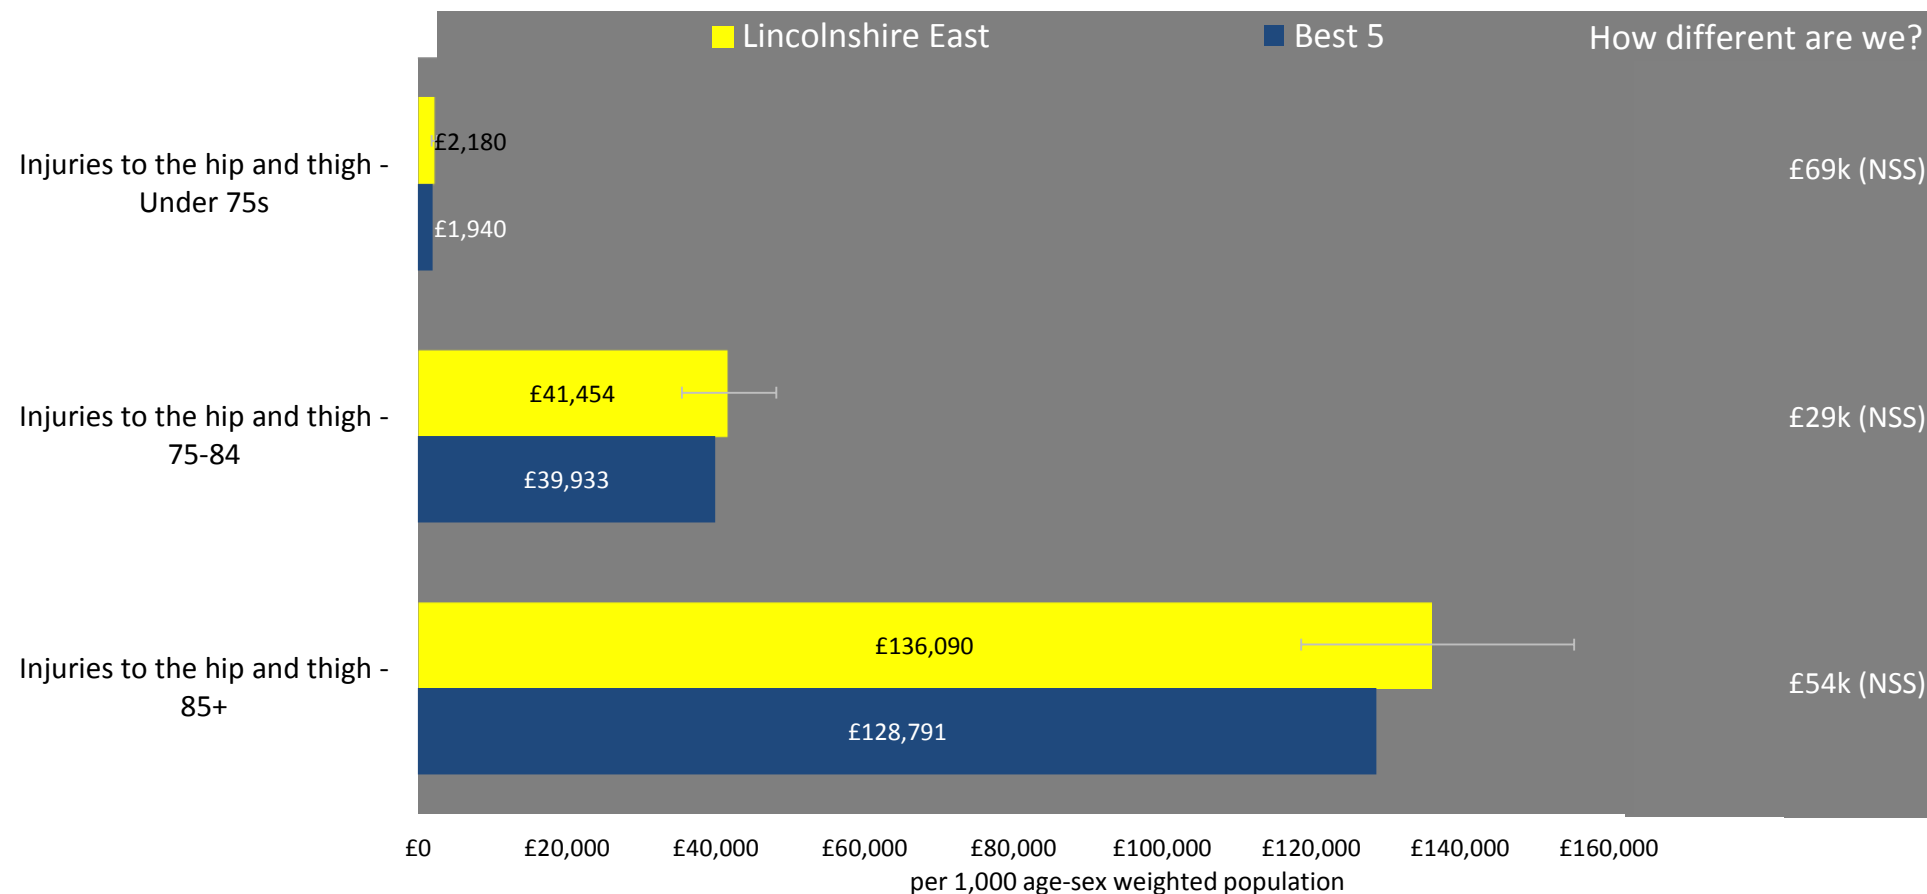 Lincolnshire East
Best 5
How different are we?
Injuries to the hip and thigh -
Under 75s
£2,180
£1,940
£69k (NSS)
Injuries to the hip and thigh -
75-84
£41,454
£39,933
£29k (NSS)
Injuries to the hip and thigh -
85+
£136,090
£128,791
£54k (NSS)
£0 £20,000 £40,000 £60,000 £80,000 £100,000 £120,000 £140,000 £160,000
per 1,000 age-sex weighted population